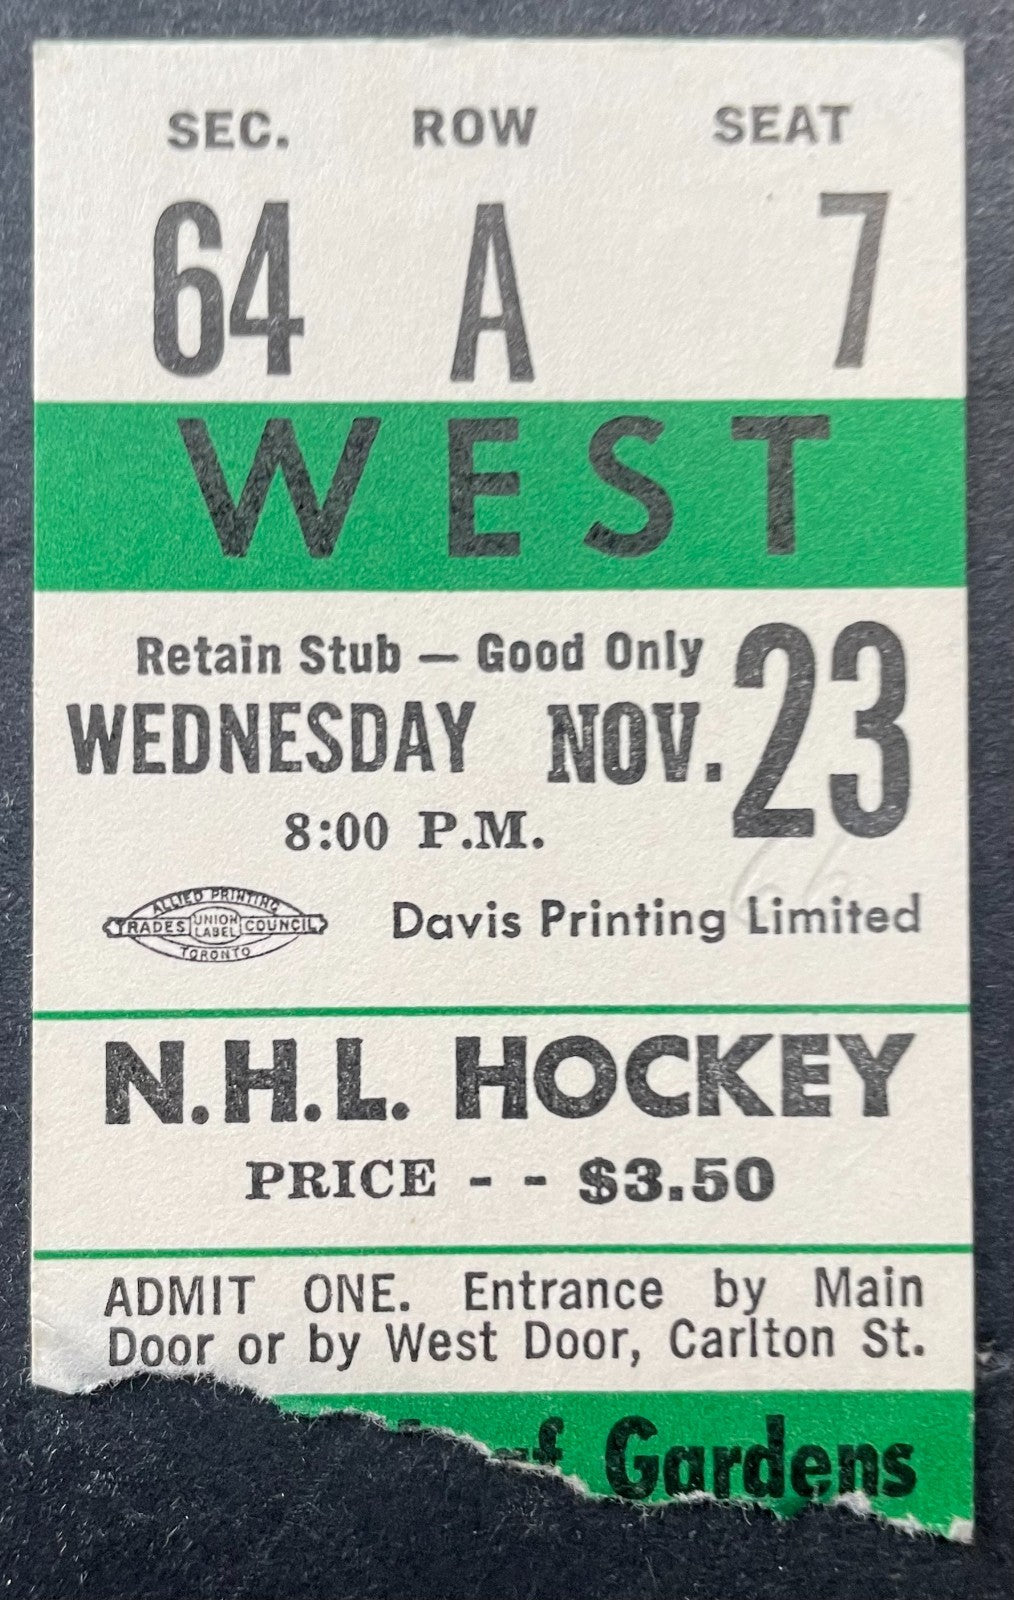 SEC. ROW SEAT
64 A 7
WEST
Retain Stub — Good Only
WEDNESDAY NOV. 23
8:00 P.M.
ALLIED PRINTING
TRADES UNION LABEL COUNCIL
TORONTO
Davis Printing Limited
N.H.L. HOCKEY
PRICE - - $3.50
ADMIT ONE. Entrance by Main
Door or by West Door, Carlton St.
Gardens